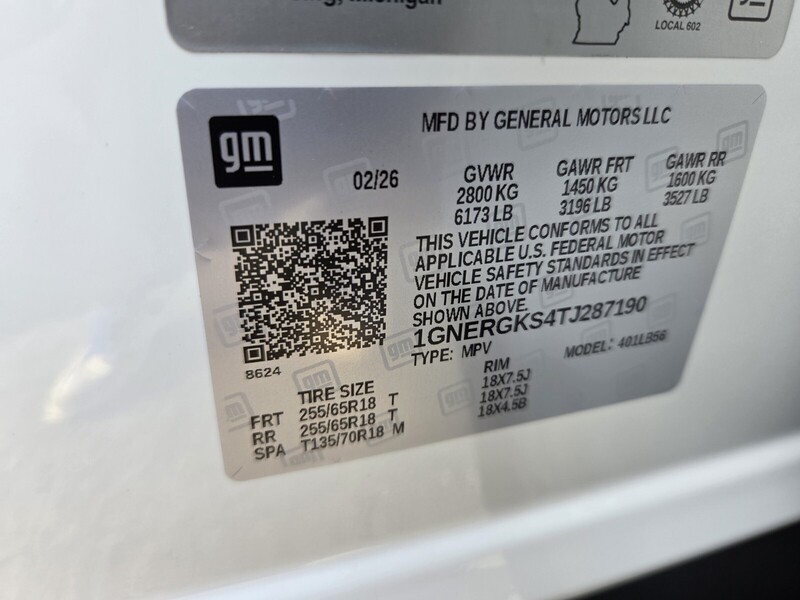 Michigan
LOCAL 602
gm
MFD BY GENERAL MOTORS LLC
02/26
GVWR
2800 KG
6173 LB
GAWR FRT
1450 KG
3196 LB
GAWR RR
1600 KG
3527 LB
THIS VEHICLE CONFORMS TO ALL
APPLICABLE U.S. FEDERAL MOTOR
VEHICLE SAFETY STANDARDS IN EFFECT
ON THE DATE OF MANUFACTURE
SHOWN ABOVE.
1GNERGKS4TJ287190
TYPE: MPV MODEL: 401LB56
8624
TIRE SIZE RIM
FRT 255/65R18 T 18X7.5J
RR 255/65R18 T 18X7.5J
SPA T135/70R18 M 18X4.5B